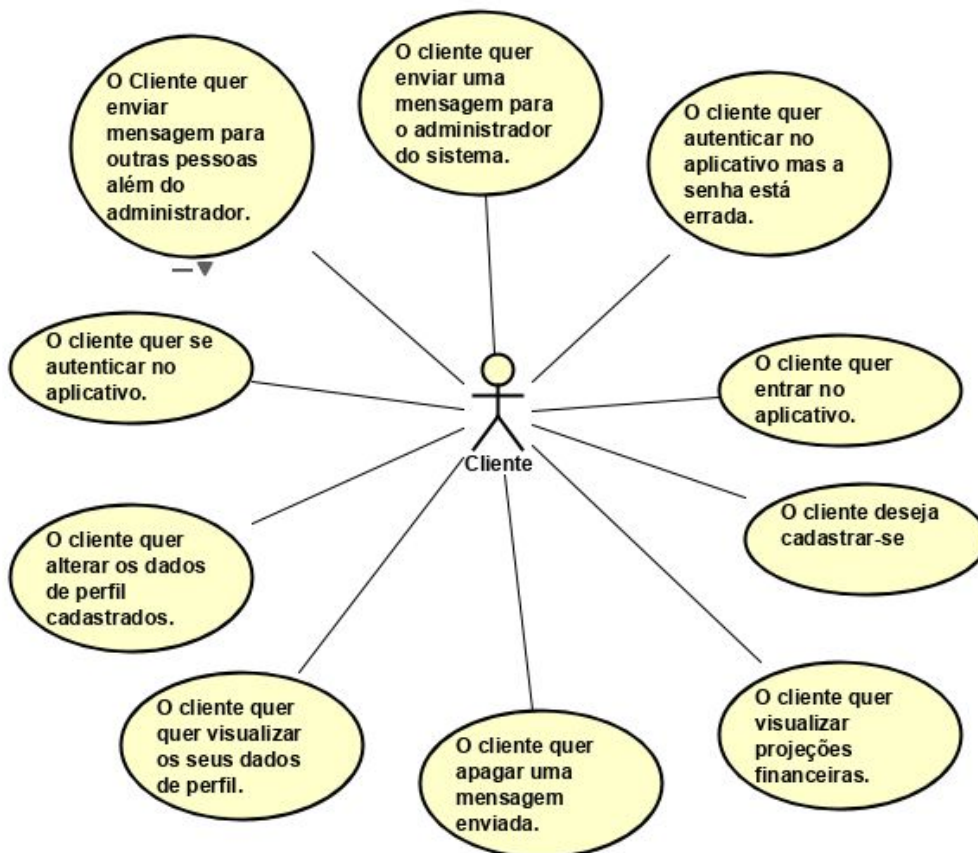 O Cliente quer
enviar
mensagem para
outras pessoas
além do
administrador.
O cliente quer
enviar uma
mensagem para
o administrador
do sistema.
O cliente quer
autenticar no
aplicativo mas a
senha está
errada.
O cliente quer se
autenticar no
aplicativo.
O cliente quer
entrar no
aplicativo.
Cliente
O cliente deseja
cadastrar-se
O cliente quer
alterar os dados
de perfil
cadastrados.
O cliente quer
quer visualizar
os seus dados
de perfil.
O cliente quer
apagar uma
mensagem
enviada.
O cliente quer
visualizar
projeções
financeiras.